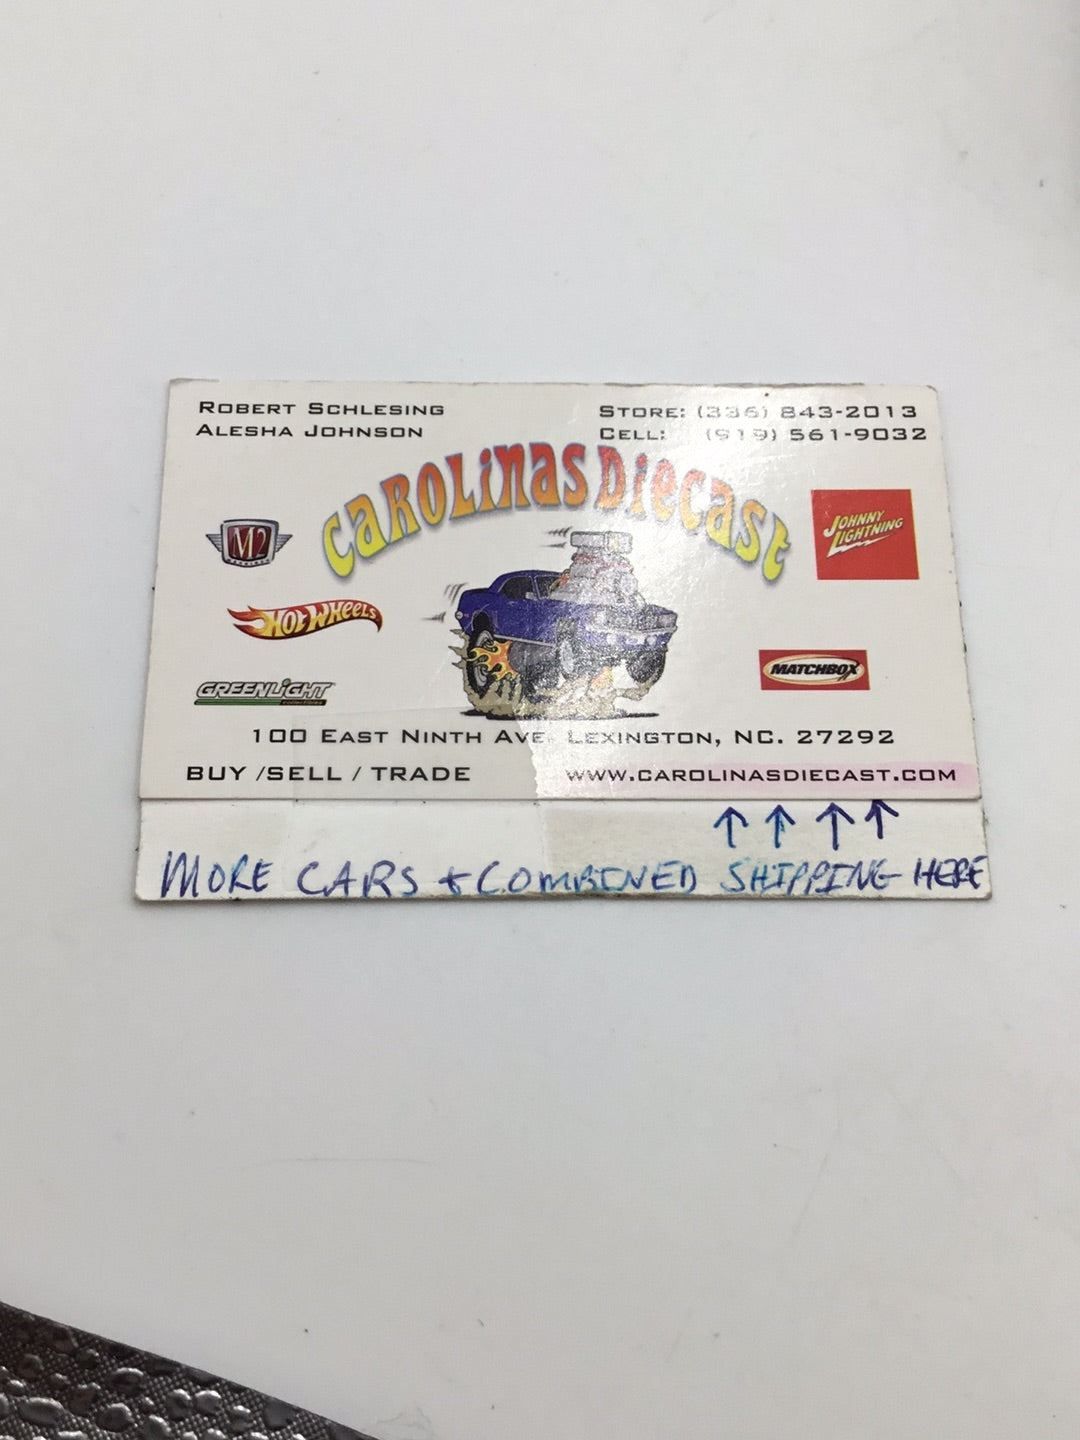 ROBERT SCHLESING
ALESHA JOHNSON
STORE: (336) 843-2013
CELL: (919) 561-9032
CAROLINAS DIECAST
M2
JOHNNY LIGHTNING
HOT WHEELS
MATCHBOX
GREENLIGHT
100 EAST NINTH AVE. LEXINGTON, NC. 27292
BUY /SELL / TRADE
WWW.CAROLINASDIECAST.COM
MORE CARS + COMBINED SHIPPING HERE